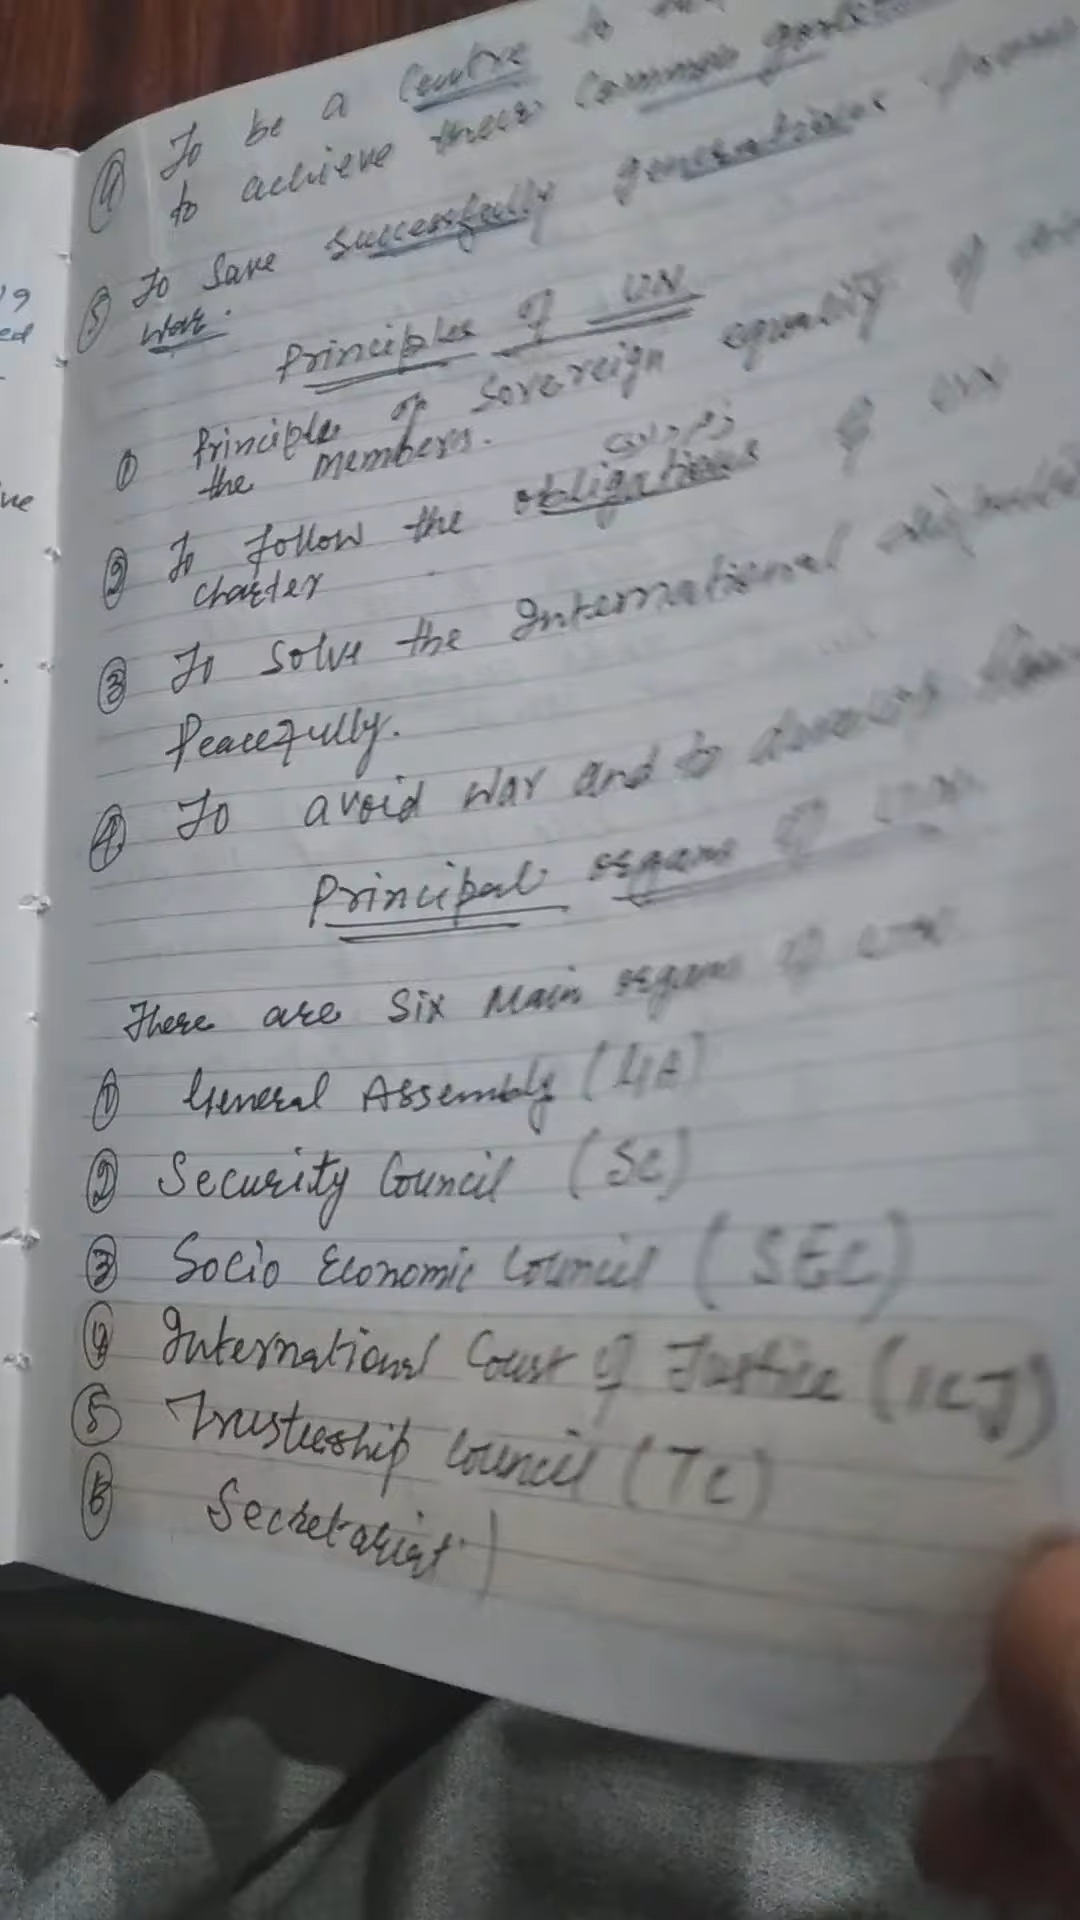 ④ To be a Centre to
to achieve their Common goals
⑤ To Save Successfully generations from
War.
Principles of UN
① Principle of Sovereign equality of
the members.
② To follow the obligations of UN
Charter
③ To Solve the International
Peacefully.
④ To avoid War and to develop
Principal organs of UN
There are Six Main organs of UN
① General Assembly (GA)
② Security Council (SC)
③ Socio Economic Council (SEC)
④ International Court of Justice (ICJ)
⑤ Trusteeship Council (TC)
⑥ Secretariat